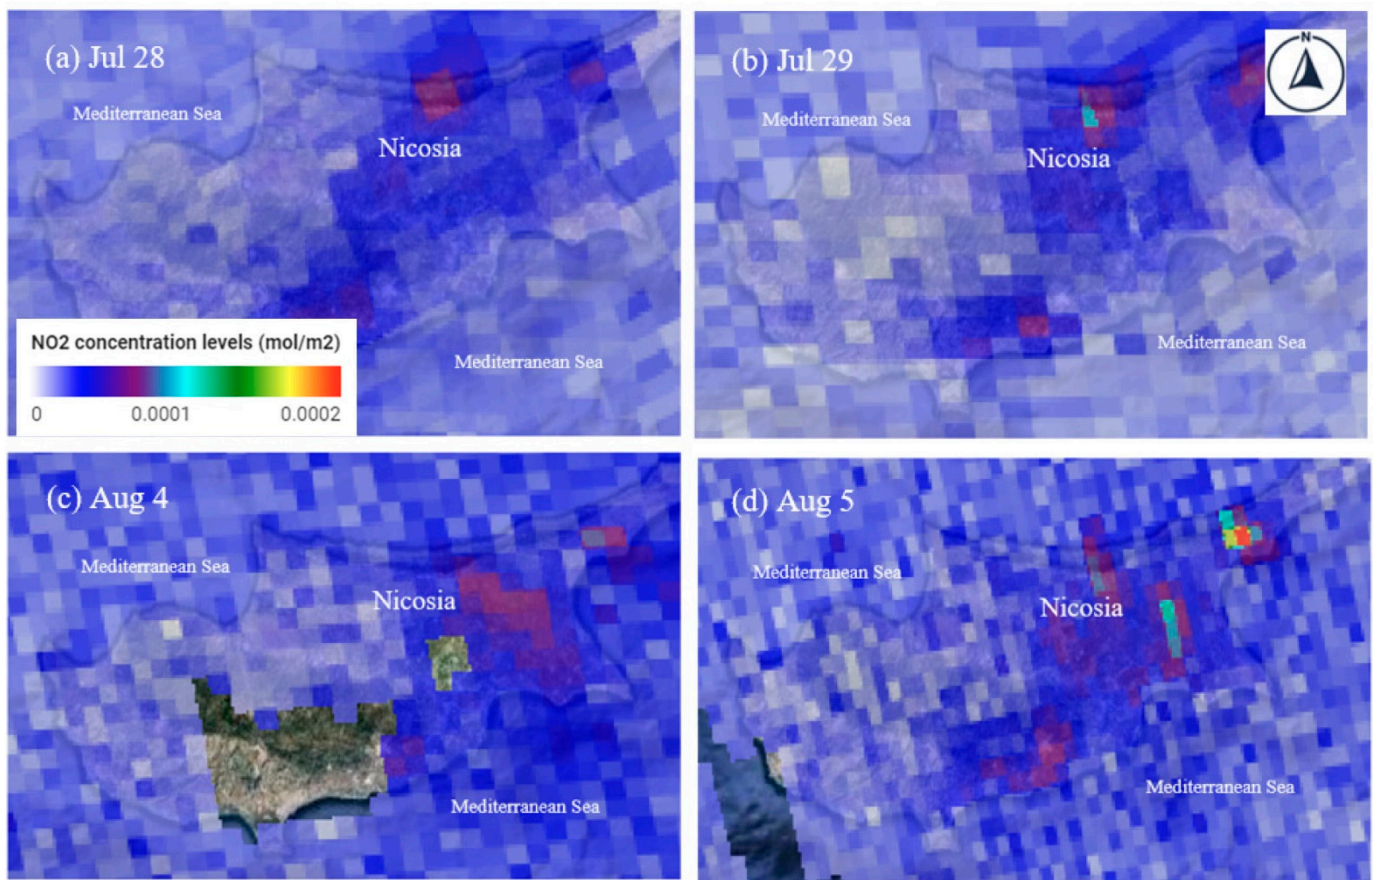 (a) Jul 28
Mediterranean Sea
Nicosia
Mediterranean Sea
NO2 concentration levels (mol/m2)
0 0.0001 0.0002
(b) Jul 29
N
Mediterranean Sea
Nicosia
Mediterranean Sea
(c) Aug 4
Mediterranean Sea
Nicosia
Mediterranean Sea
(d) Aug 5
Mediterranean Sea
Nicosia
Mediterranean Sea